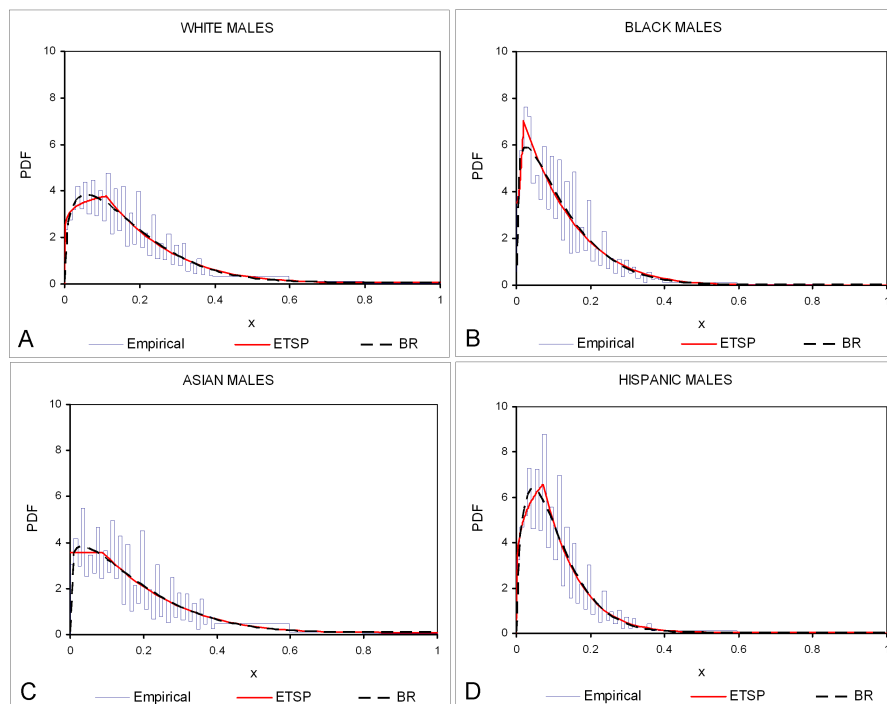 WHITE MALES
10
8
6
4
2
0
PDF
0 0.2 0.4 0.6 0.8 1
x
A
Empirical ETSP BR
BLACK MALES
10
8
6
4
2
0
PDF
0 0.2 0.4 0.6 0.8 1
x
B
Empirical ETSP BR
ASIAN MALES
10
8
6
4
2
0
PDF
0 0.2 0.4 0.6 0.8 1
x
C
Empirical ETSP BR
HISPANIC MALES
10
8
6
4
2
0
PDF
0 0.2 0.4 0.6 0.8 1
x
D
Empirical ETSP BR